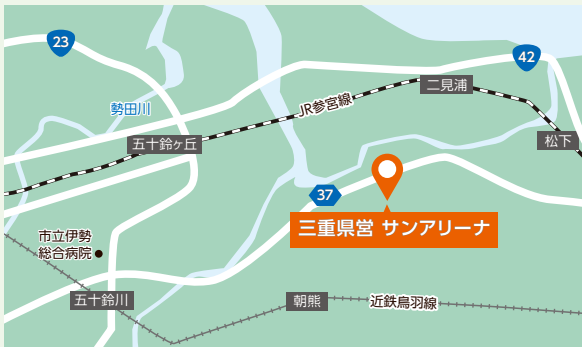 23
42
勢田川
JR参宮線
二見浦
五十鈴ヶ丘
松下
37
三重県営 サンアリーナ
市立伊勢
総合病院
五十鈴川
朝熊
近鉄鳥羽線